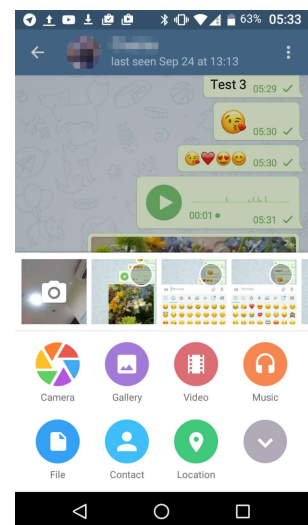 63% 05:33
last seen Sep 24 at 13:13
Test 3 05:29
05:30
05:30
00:01 05:31
Camera Gallery Video Music
File Contact Location